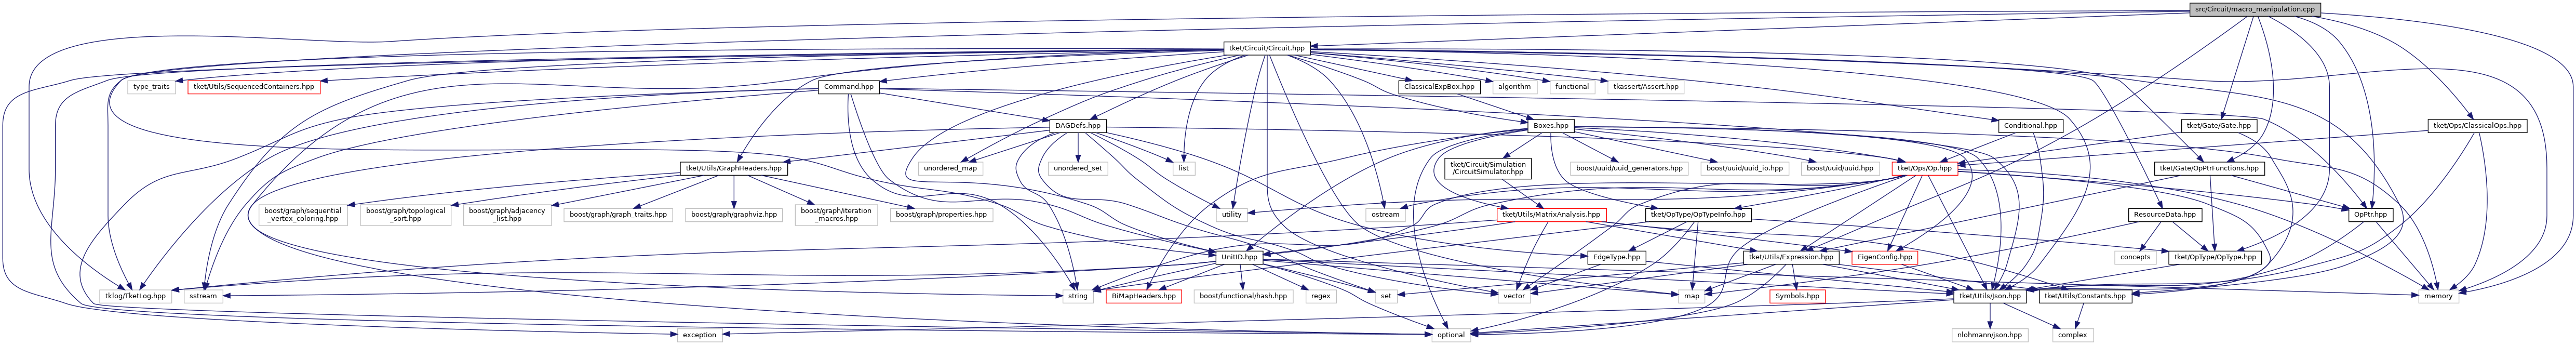 src/Circuit/macro_manipulation.cpp
tket/Circuit/Circuit.hpp
type_traits
tket/Utils/SequencedContainers.hpp
Command.hpp
ClassicalExpBox.hpp
algorithm
functional
tkassert/Assert.hpp
DAGDefs.hpp
Boxes.hpp
Conditional.hpp
tket/Gate/Gate.hpp
tket/Ops/ClassicalOps.hpp
tket/Utils/GraphHeaders.hpp
unordered_map
unordered_set
list
tket/Circuit/Simulation
/CircuitSimulator.hpp
boost/uuid/uuid_generators.hpp
boost/uuid/uuid_io.hpp
boost/uuid/uuid.hpp
tket/Ops/Op.hpp
tket/Gate/OpPtrFunctions.hpp
boost/graph/sequential
_vertex_coloring.hpp
boost/graph/topological
_sort.hpp
boost/graph/adjacency
_list.hpp
boost/graph/graph_traits.hpp
boost/graph/graphviz.hpp
boost/graph/iteration
_macros.hpp
boost/graph/properties.hpp
utility
ostream
tket/Utils/MatrixAnalysis.hpp
tket/OpType/OpTypeInfo.hpp
ResourceData.hpp
OpPtr.hpp
UnitID.hpp
EdgeType.hpp
tket/Utils/Expression.hpp
EigenConfig.hpp
concepts
tket/OpType/OpType.hpp
tklog/TketLog.hpp
sstream
string
BiMapHeaders.hpp
boost/functional/hash.hpp
regex
set
vector
map
Symbols.hpp
tket/Utils/Json.hpp
tket/Utils/Constants.hpp
memory
exception
optional
nlohmann/json.hpp
complex